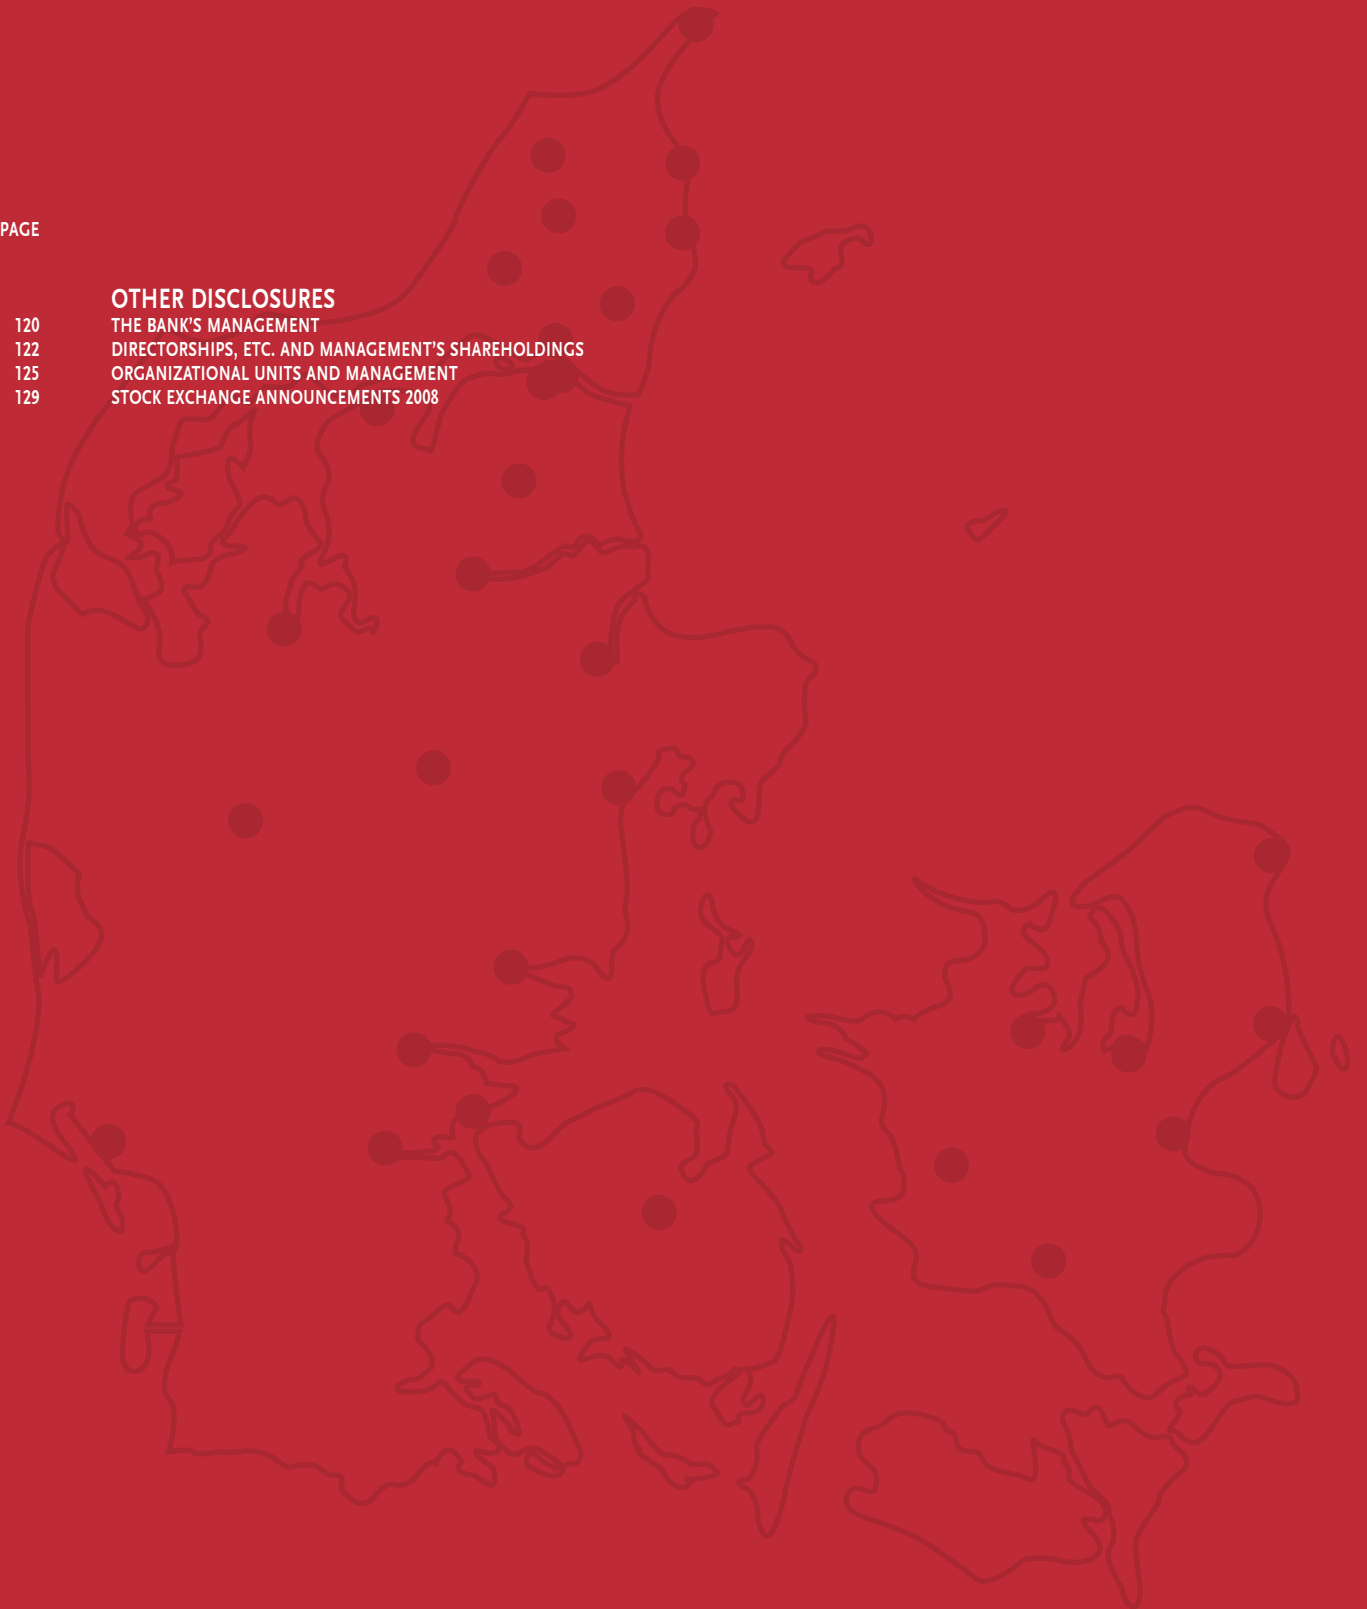 PAGE
OTHER DISCLOSURES
120 THE BANK’S MANAGEMENT
122 DIRECTORSHIPS, ETC. AND MANAGEMENT’S SHAREHOLDINGS
125 ORGANIZATIONAL UNITS AND MANAGEMENT
129 STOCK EXCHANGE ANNOUNCEMENTS 2008